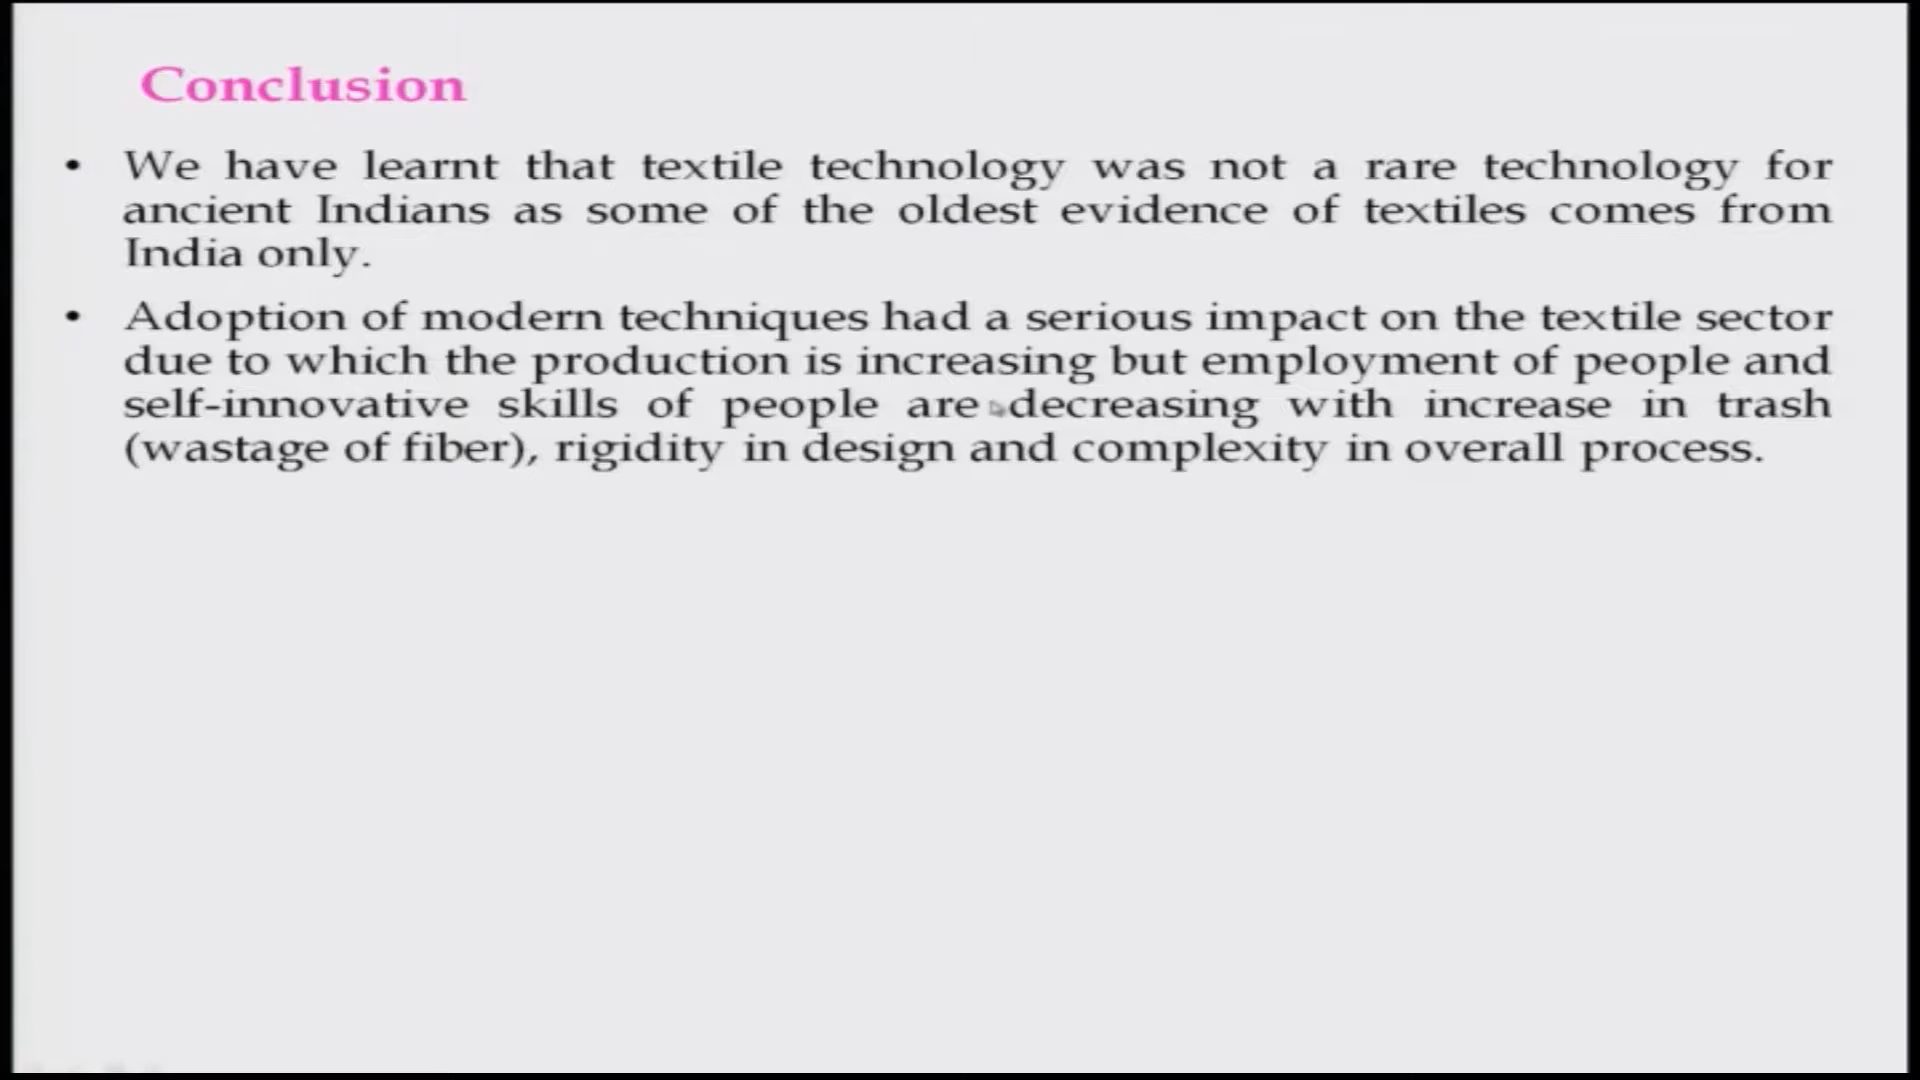 Conclusion
• We have learnt that textile technology was not a rare technology for
ancient Indians as some of the oldest evidence of textiles comes from
India only.
• Adoption of modern techniques had a serious impact on the textile sector
due to which the production is increasing but employment of people and
self-innovative skills of people are decreasing with increase in trash
(wastage of fiber), rigidity in design and complexity in overall process.